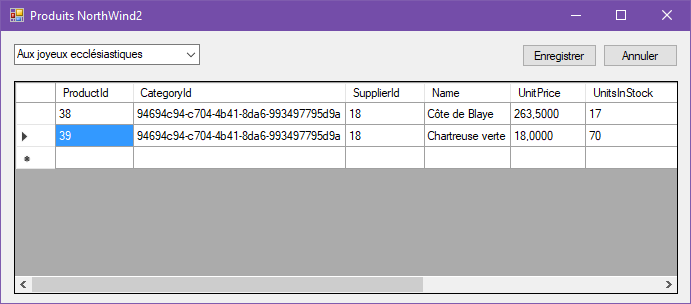 Produits NorthWind2
Aux joyeux ecclésiastiques
Enregistrer Annuler
ProductId CategoryId SupplierId Name UnitPrice UnitsInStock
38 94694c94-c704-4b41-8da6-993497795d9a 18 Côte de Blaye 263,5000 17
39 94694c94-c704-4b41-8da6-993497795d9a 18 Chartreuse verte 18,0000 70